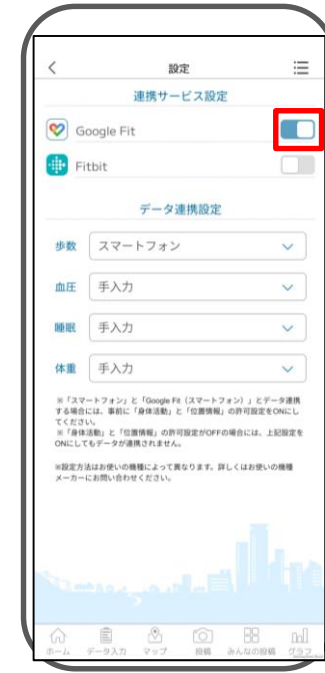 設定
連携サービス設定
Google Fit
Fitbit
データ連携設定
歩数 スマートフォン
血圧 手入力
睡眠 手入力
体重 手入力
※「スマートフォン」と「Google Fit（スマートフォン）」とデータ連携
する場合には、事前に「身体活動」と「位置情報」の許可設定をONにし
てください。
※「身体活動」と「位置情報」の許可設定がOFFの場合には、上記設定を
ONにしてもデータが連携されません。
※設定方法はお使いの機種によって異なります。詳しくはお使いの機種
メーカーにお問い合わせください。
ホーム データ入力 マップ 投稿 みんなの投稿 グラフ